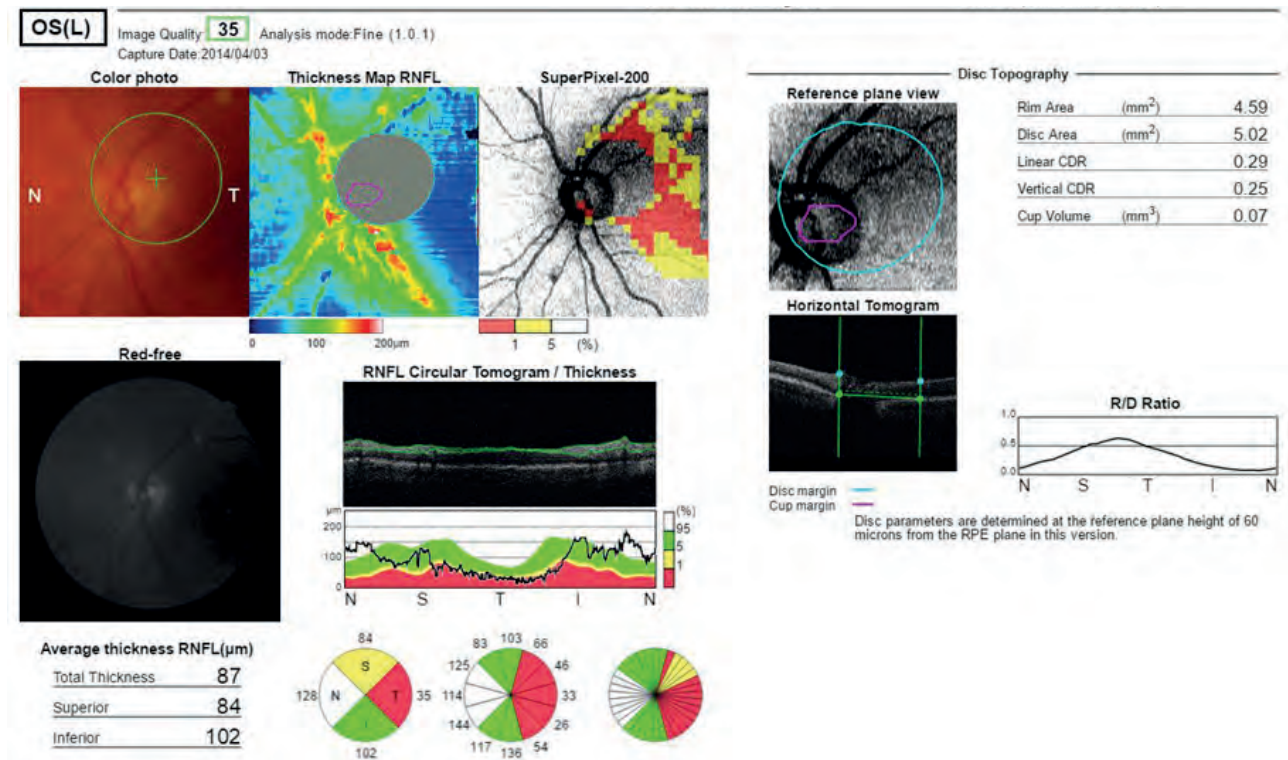 OS(L)
Image Quality: 35 Analysis mode:Fine (1.0.1)
Capture Date:2014/04/03
Color photo
Thickness Map RNFL
SuperPixel-200
N
T
0 100 200μm
1 5 (%)
Red-free
RNFL Circular Tomogram / Thickness
μm
200
100
0
N S T I N
(%)
95
5
1
Average thickness RNFL(μm)
Total Thickness 87
Superior 84
Inferior 102
84
S
128 N T 35
I
102
103
83 66
125 46
114 33
144 26
117 54
136
Disc Topography
Reference plane view
Rim Area (mm²) 4.59
Disc Area (mm²) 5.02
Linear CDR 0.29
Vertical CDR 0.25
Cup Volume (mm³) 0.07
Horizontal Tomogram
Disc margin
Cup margin
R/D Ratio
1.0
0.5
0.0
N S T I N
Disc parameters are determined at the reference plane height of 60
microns from the RPE plane in this version.